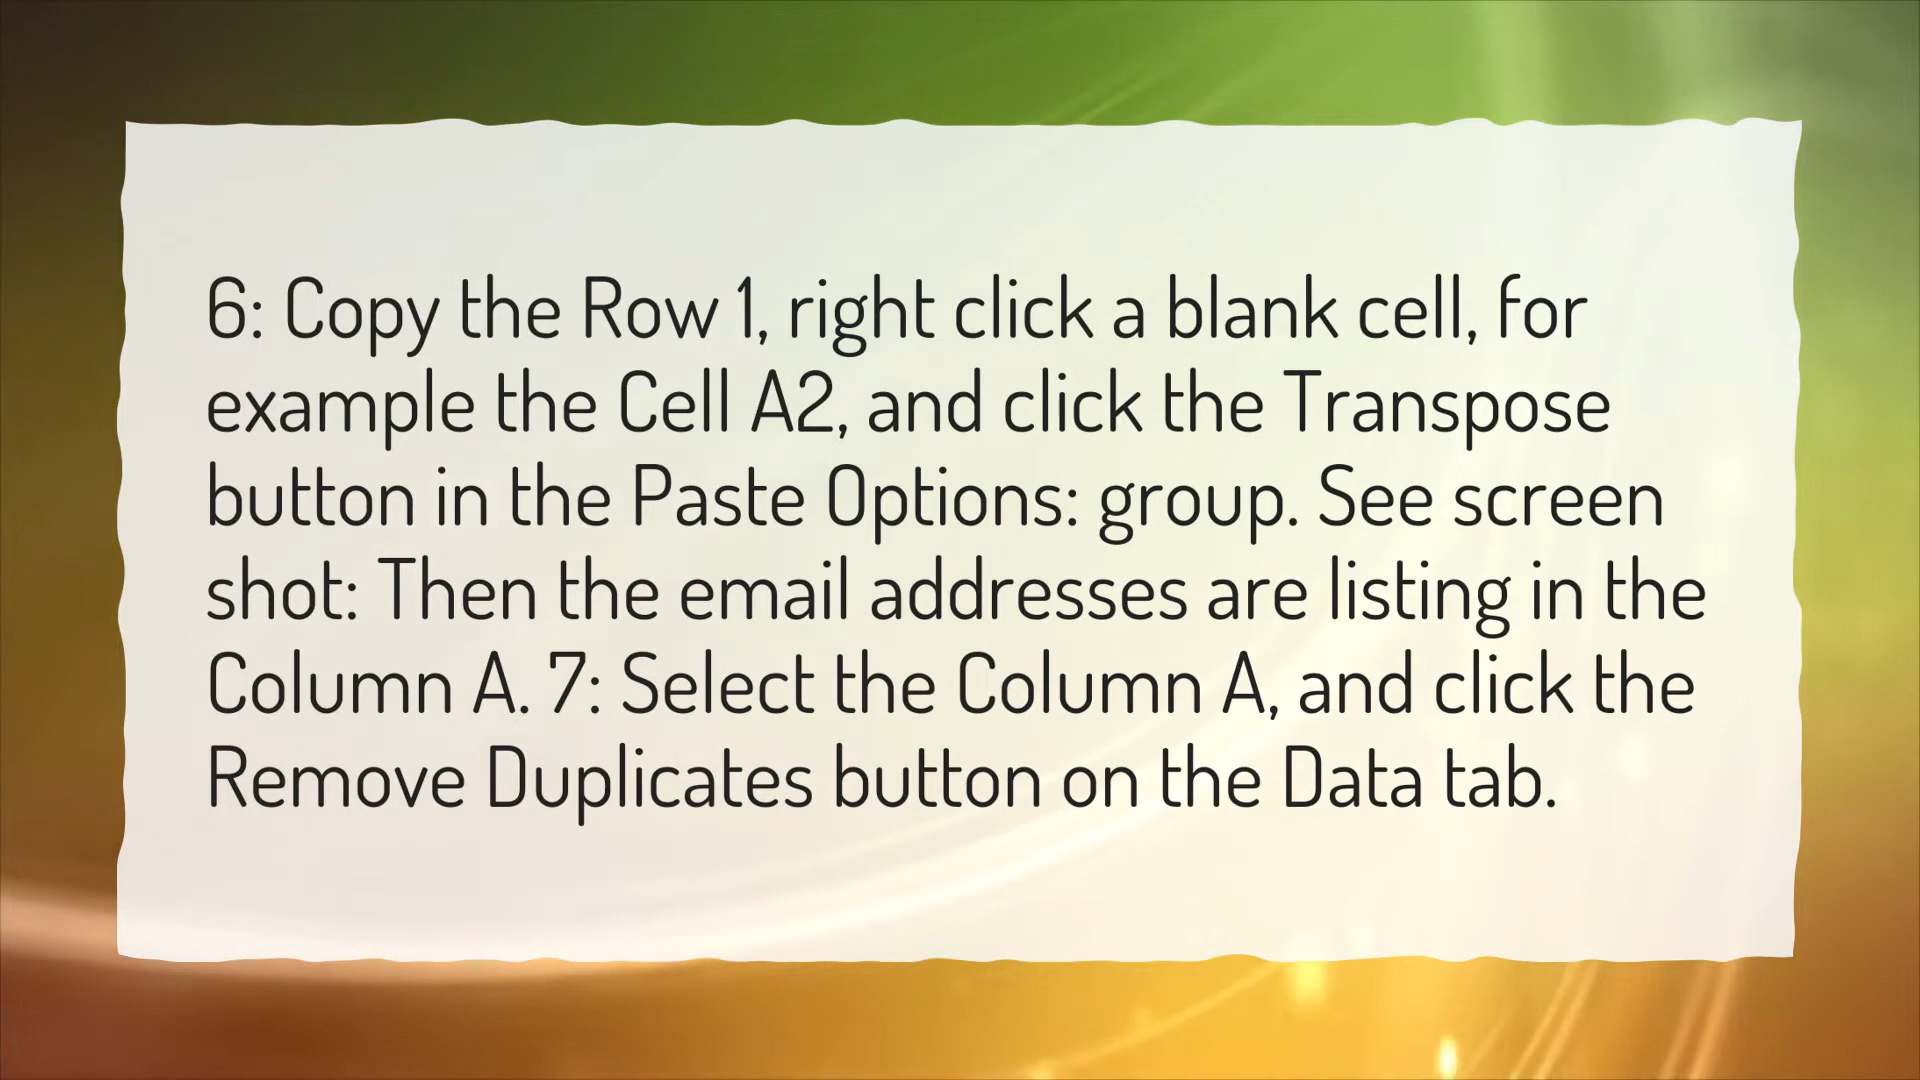 6: Copy the Row 1, right click a blank cell, for
example the Cell A2, and click the Transpose
button in the Paste Options: group. See screen
shot: Then the email addresses are listing in the
Column A. 7: Select the Column A, and click the
Remove Duplicates button on the Data tab.